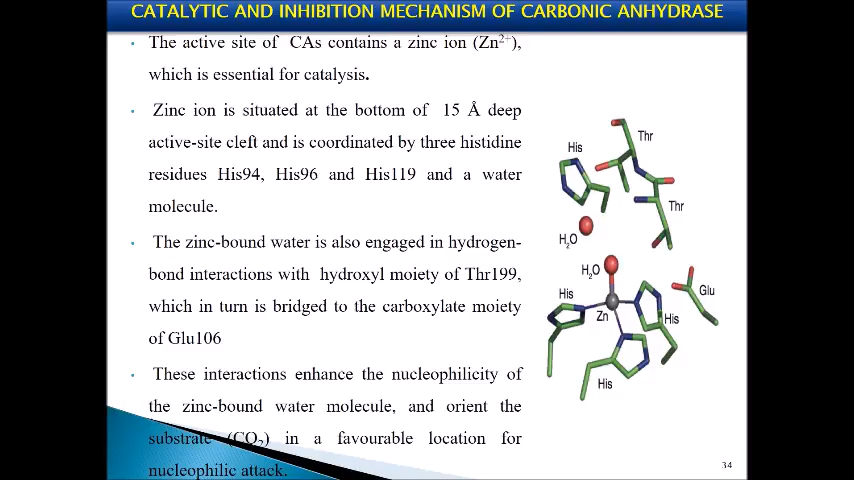 CATALYTIC AND INHIBITION MECHANISM OF CARBONIC ANHYDRASE
• The active site of CAs contains a zinc ion (Zn2+),
which is essential for catalysis.
• Zinc ion is situated at the bottom of 15 Å deep
active-site cleft and is coordinated by three histidine
residues His94, His96 and His119 and a water
molecule.
• The zinc-bound water is also engaged in hydrogen-
bond interactions with hydroxyl moiety of Thr199,
which in turn is bridged to the carboxylate moiety
of Glu106
• These interactions enhance the nucleophilicity of
the zinc-bound water molecule, and orient the
substrate (CO2) in a favourable location for
nucleophilic attack.
Thr
His
Thr
H2O
H2O
Glu
His
Zn
His
His
34